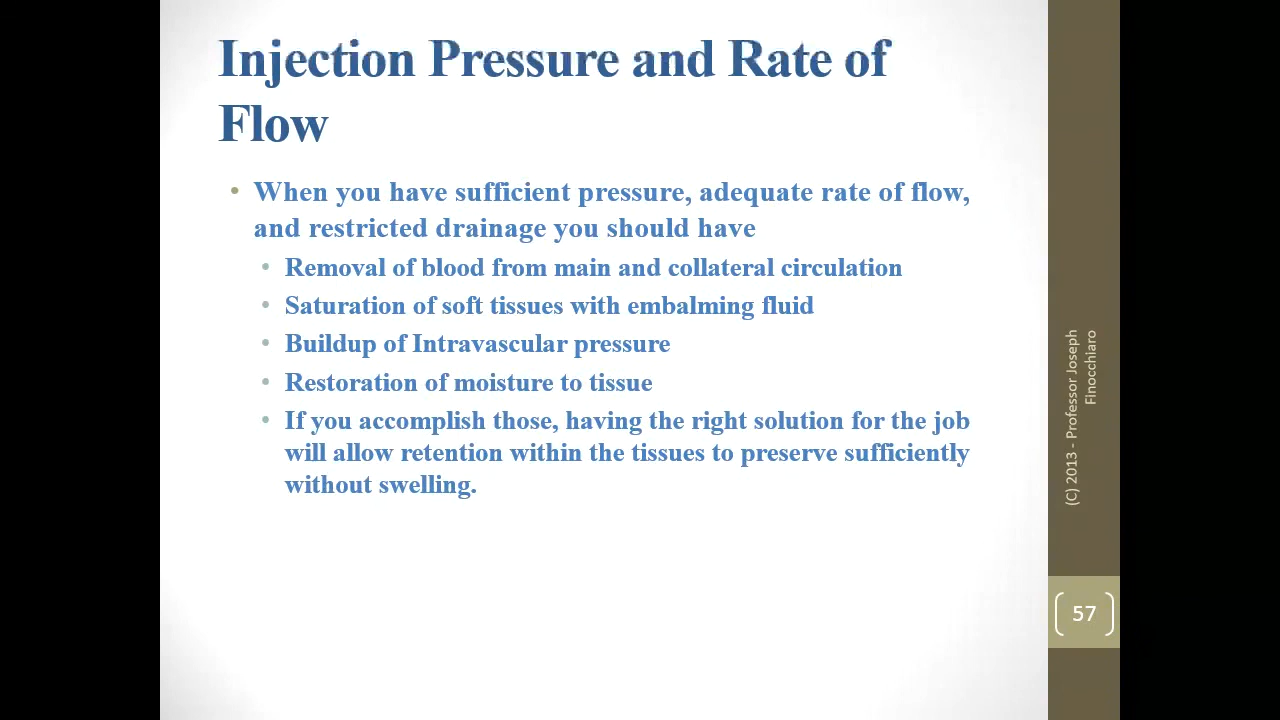 Injection Pressure and Rate of
Flow
• When you have sufficient pressure, adequate rate of flow,
and restricted drainage you should have
• Removal of blood from main and collateral circulation
• Saturation of soft tissues with embalming fluid
• Buildup of Intravascular pressure
• Restoration of moisture to tissue
• If you accomplish those, having the right solution for the job
will allow retention within the tissues to preserve sufficiently
without swelling.
(C) 2013 - Professor Joseph
Finocchiaro
57